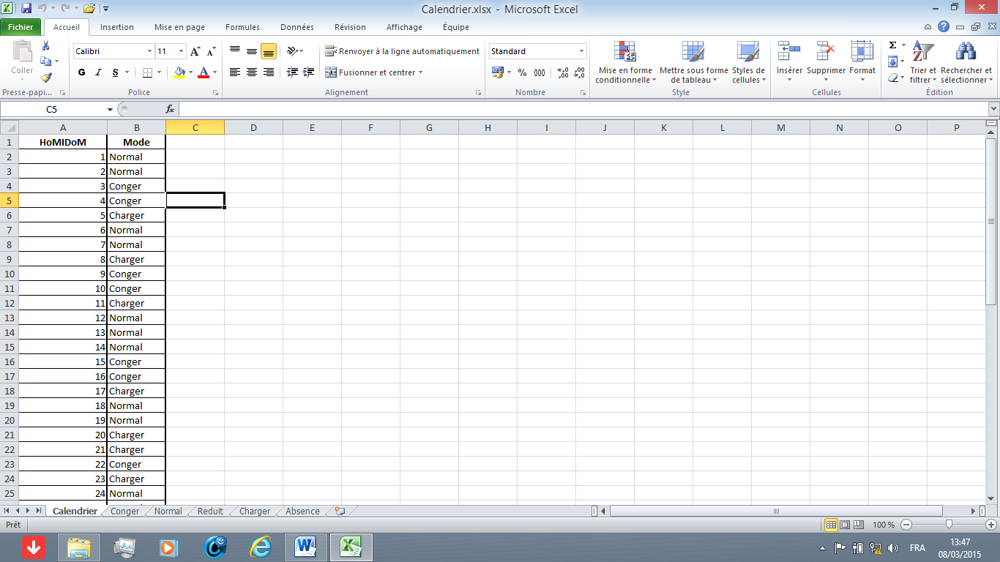 Calendrier.xlsx - Microsoft Excel
Fichier Accueil Insertion Mise en page Formules Données Révision Affichage Équipe
Coller
Presse-papi...
Calibri 11
G I S
Police
Renvoyer à la ligne automatiquement
Fusionner et centrer
Alignement
Standard
% 000
Nombre
Mise en forme conditionnelle
Mettre sous forme de tableau
Styles de cellules
Style
Insérer Supprimer Format
Cellules
Trier et filtrer
Rechercher et sélectionner
Édition
C5 fx
A B C D E F G H I J K L M N O P
1 HoMIDoM Mode
2 1 Normal
3 2 Normal
4 3 Conger
5 4 Conger
6 5 Charger
7 6 Normal
8 7 Normal
9 8 Charger
10 9 Conger
11 10 Conger
12 11 Charger
13 12 Normal
14 13 Normal
15 14 Normal
16 15 Conger
17 16 Conger
18 17 Charger
19 18 Normal
20 19 Normal
21 20 Charger
22 21 Charger
23 22 Conger
24 23 Charger
25 24 Normal
Calendrier Conger Normal Reduit Charger Absence
Prêt 100 %
FRA 13:47
08/03/2015